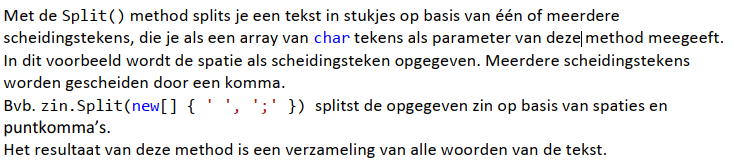 Met de Split() method splits je een tekst in stukjes op basis van één of meerdere
scheidingstekens, die je als een array van char tekens als parameter van deze method meegeeft.
In dit voorbeeld wordt de spatie als scheidingsteken opgegeven. Meerdere scheidingstekens
worden gescheiden door een komma.
Bvb. zin.Split(new[] { ' ', ';' }) splitst de opgegeven zin op basis van spaties en
puntkomma’s.
Het resultaat van deze method is een verzameling van alle woorden van de tekst.